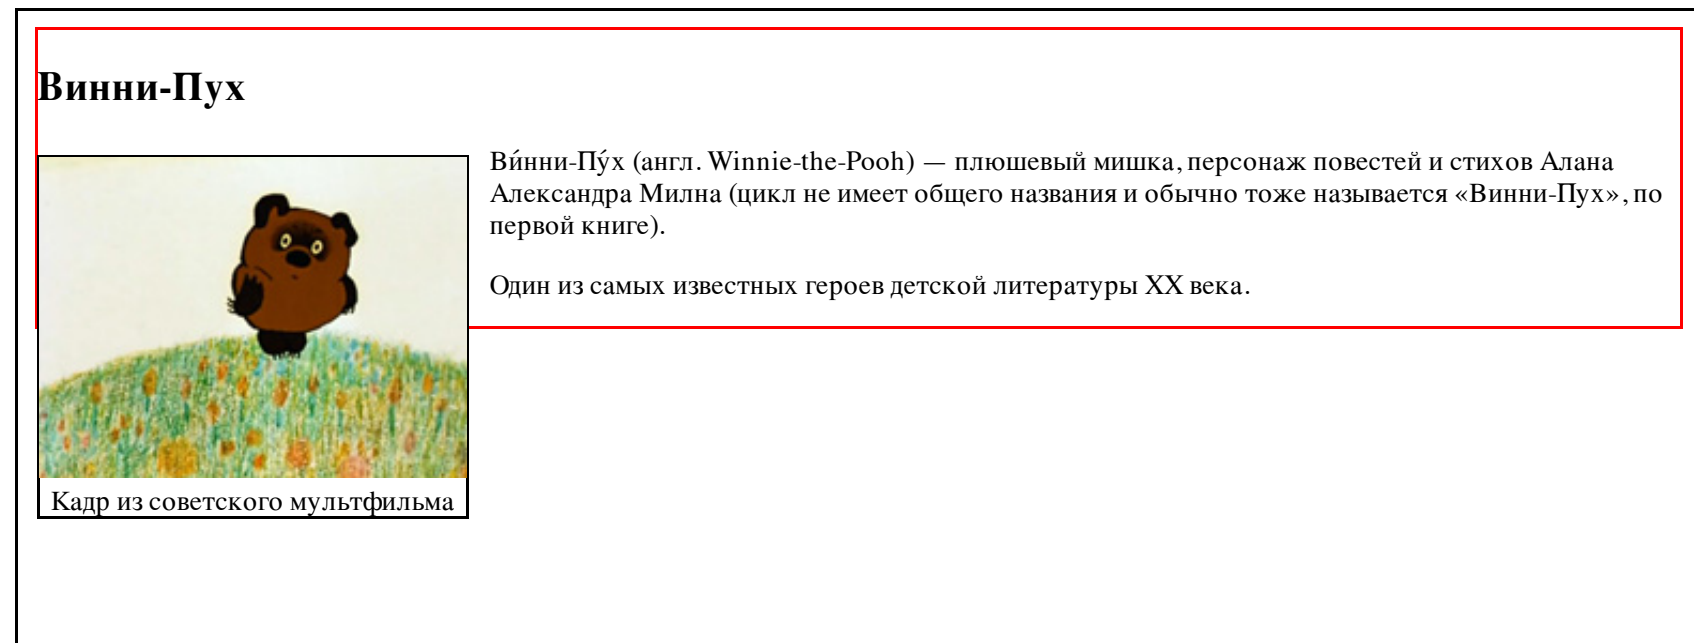 Винни-Пух
Ви́нни-Пу́х (англ. Winnie-the-Pooh) — плюшевый мишка, персонаж повестей и стихов Алана
Александра Милна (цикл не имеет общего названия и обычно тоже называется «Винни-Пух», по
первой книге).
Один из самых известных героев детской литературы XX века.
Кадр из советского мультфильма